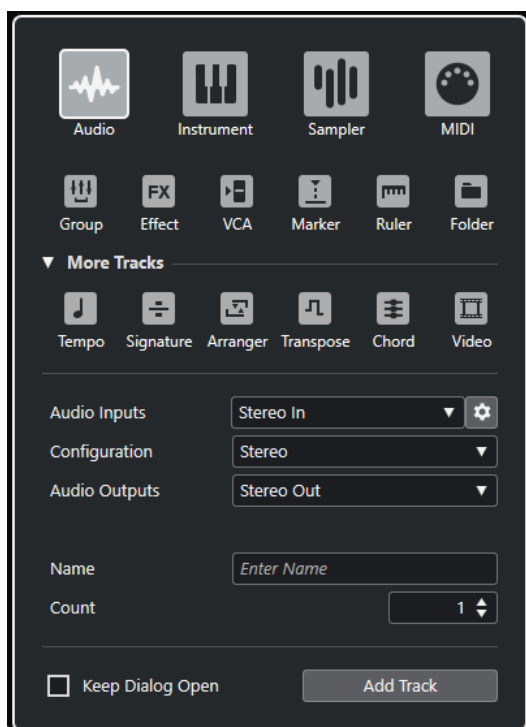 Audio Instrument Sampler MIDI
FX
Group Effect VCA Marker Ruler Folder
More Tracks
Tempo Signature Arranger Transpose Chord Video
Audio Inputs Stereo In
Configuration Stereo
Audio Outputs Stereo Out
Name Enter Name
Count 1
Keep Dialog Open Add Track